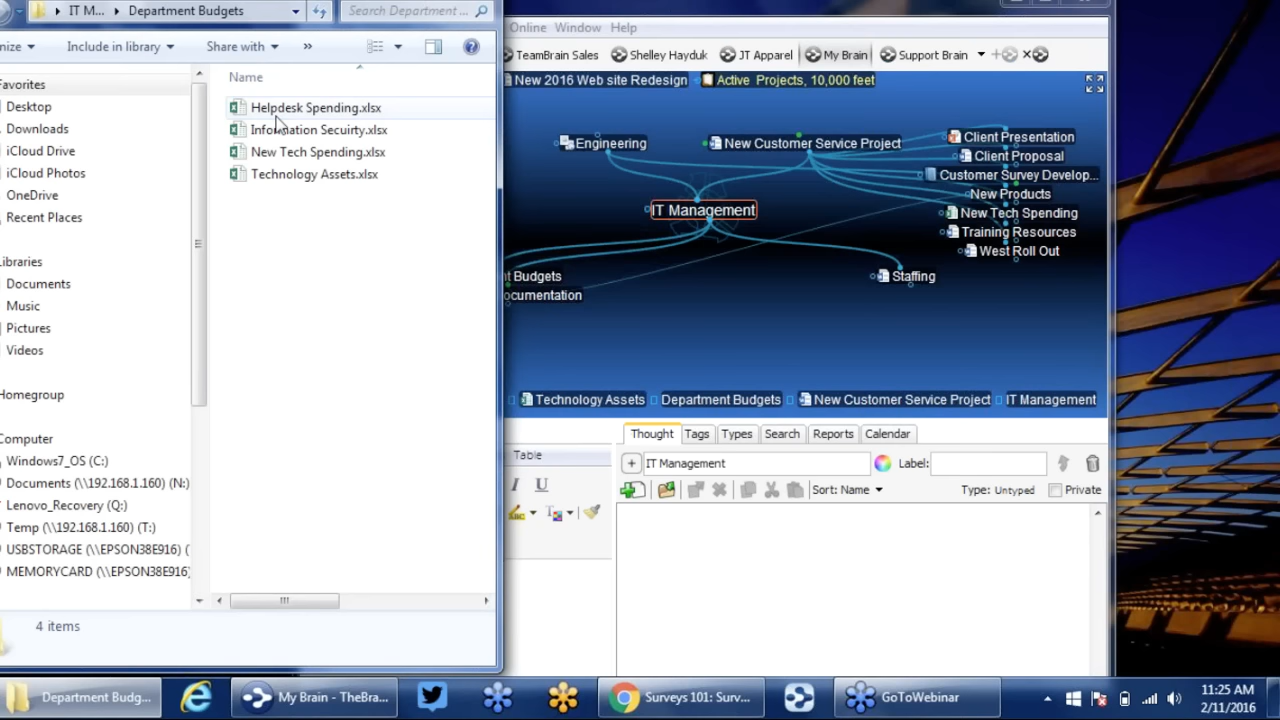 IT M... Department Budgets
Search Department ...
nize
Include in library
Share with
»
Name
Helpdesk Spending.xlsx
Information Secuirty.xlsx
New Tech Spending.xlsx
Technology Assets.xlsx
Favorites
Desktop
Downloads
iCloud Drive
iCloud Photos
OneDrive
Recent Places
Libraries
Documents
Music
Pictures
Videos
Homegroup
Computer
Windows7_OS (C:)
Documents (\\192.168.1.160) (N:)
Lenovo_Recovery (Q:)
Temp (\\192.168.1.160) (T:)
USBSTORAGE (\\EPSON38E916) (
MEMORYCARD (\\EPSON38E916)
4 items
Online Window Help
TeamBrain Sales
Shelley Hayduk
JT Apparel
My Brain
Support Brain
New 2016 Web site Redesign
Active Projects, 10,000 feet
Engineering
New Customer Service Project
Client Presentation
Client Proposal
Customer Survey Develop...
New Products
New Tech Spending
Training Resources
West Roll Out
IT Management
nt Budgets
ocumentation
Staffing
Technology Assets
Department Budgets
New Customer Service Project
IT Management
Thought Tags Types Search Reports Calendar
Table
IT Management
Label:
I U
Sort: Name
Type: Untyped
Private
Department Budg...
My Brain - TheBra...
Surveys 101: Surv...
GoToWebinar
11:25 AM
2/11/2016